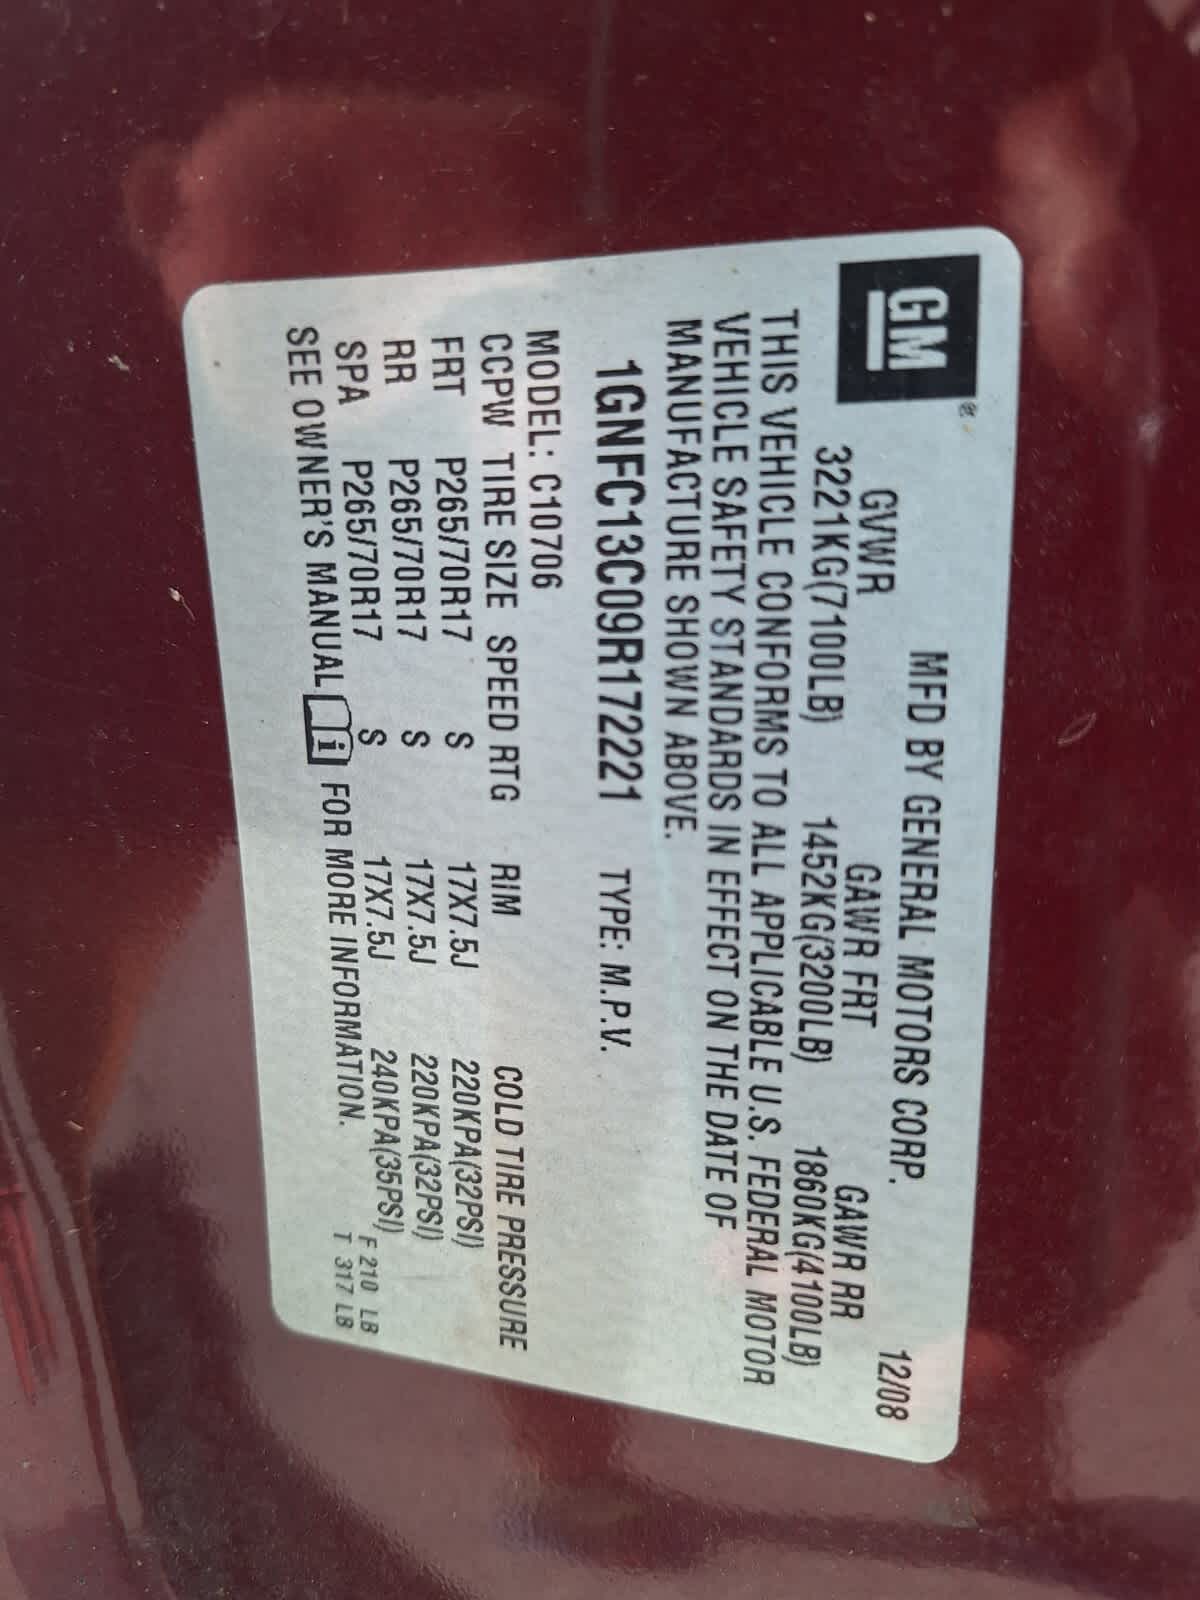 GM®
MFD BY GENERAL MOTORS CORP. 12/08
GVWR GAWR FRT GAWR RR
3221KG(7100LB) 1452KG(3200LB) 1860KG(4100LB)
THIS VEHICLE CONFORMS TO ALL APPLICABLE U.S. FEDERAL MOTOR
VEHICLE SAFETY STANDARDS IN EFFECT ON THE DATE OF
MANUFACTURE SHOWN ABOVE.
1GNFC13C09R172221 TYPE: M.P.V.
MODEL: C10706
CCPW TIRE SIZE SPEED RTG RIM COLD TIRE PRESSURE
FRT P265/70R17 S 17X7.5J 220KPA(32PSI)
RR P265/70R17 S 17X7.5J 220KPA(32PSI)
SPA P265/70R17 S 17X7.5J 240KPA(35PSI) F 210 LB
SEE OWNER'S MANUAL i FOR MORE INFORMATION. T 317 LB